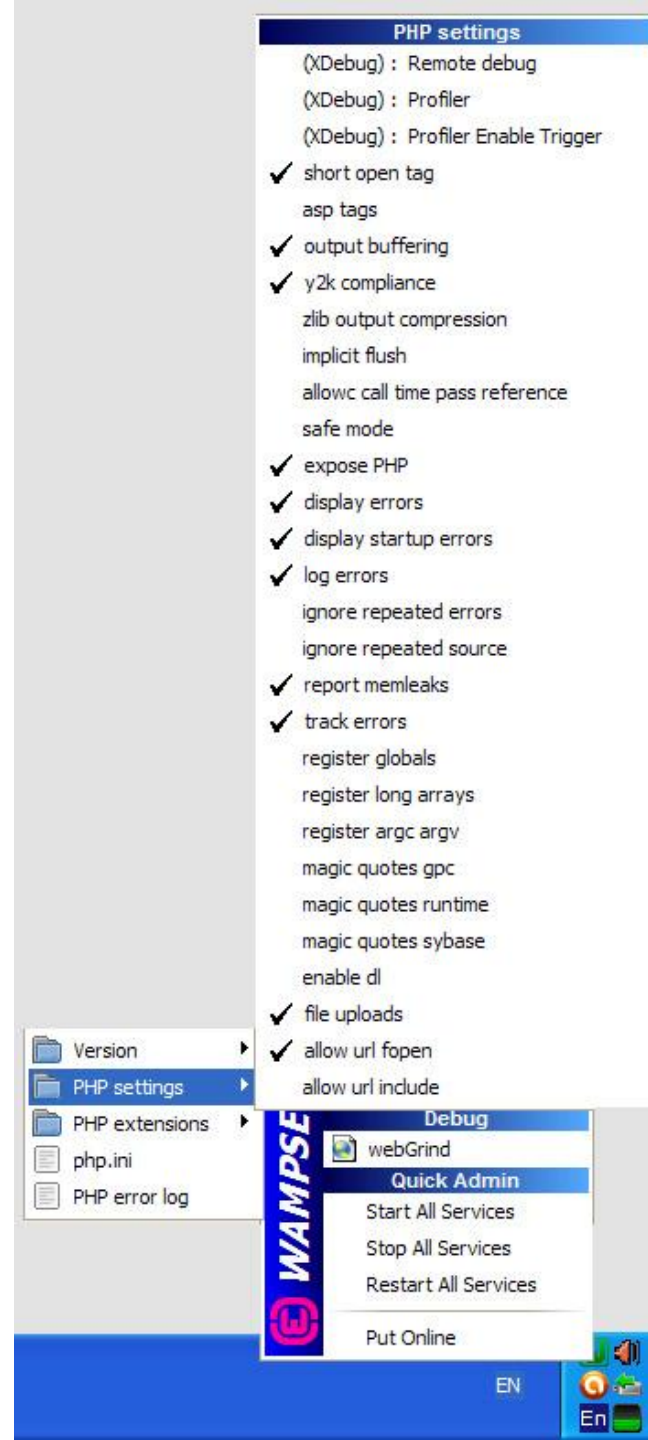 PHP settings
(XDebug) : Remote debug
(XDebug) : Profiler
(XDebug) : Profiler Enable Trigger
short open tag
asp tags
output buffering
y2k compliance
zlib output compression
implicit flush
allowc call time pass reference
safe mode
expose PHP
display errors
display startup errors
log errors
ignore repeated errors
ignore repeated source
report memleaks
track errors
register globals
register long arrays
register argc argv
magic quotes gpc
magic quotes runtime
magic quotes sybase
enable dl
file uploads
allow url fopen
allow url include
Version
PHP settings
PHP extensions
php.ini
PHP error log
WAMPSE
Debug
webGrind
Quick Admin
Start All Services
Stop All Services
Restart All Services
Put Online
EN
En